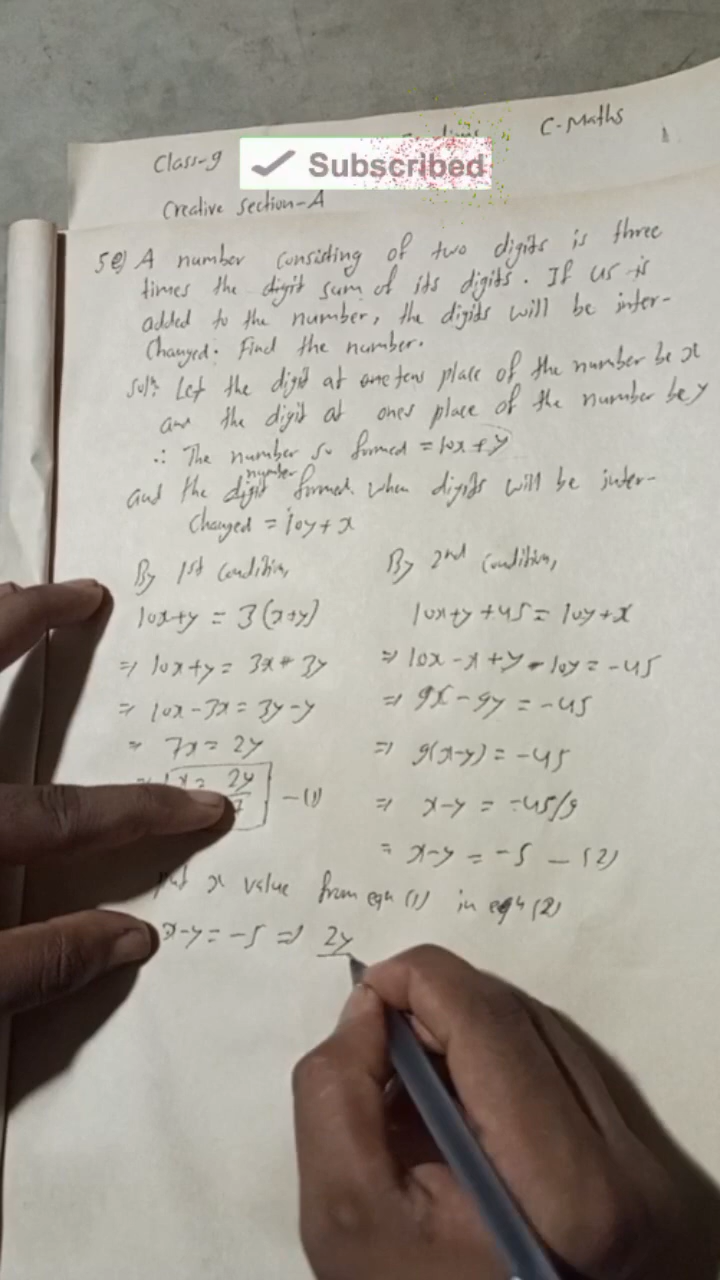 Class-9
C-Maths
✓ Subscribed
Creative section-A
5 e) A number consisting of two digits is three
times the digit sum of its digits. If 45 is
added to the number, the digits will be inter-
changed. Find the number.
Solⁿ: Let the digit at tens place of the number be x
and the digit at ones place of the number be y
∴ The number so formed = 10x+y
number
and the digit formed when digits will be inter-
changed = 10y+x
By 1st condition,
10x+y = 3(x+y)
⇒ 10x+y = 3x+3y
⇒ 10x-3x = 3y-y
⇒ 7x = 2y
x = 2y/7 — (1)
By 2nd condition,
10x+y+45 = 10y+x
⇒ 10x-x+y-10y = -45
⇒ 9x-9y = -45
⇒ 9(x-y) = -45
⇒ x-y = -45/9
= x-y = -5 — (2)
put x value from eqn (1) in eqn (2)
x-y = -5 ⇒ 2y